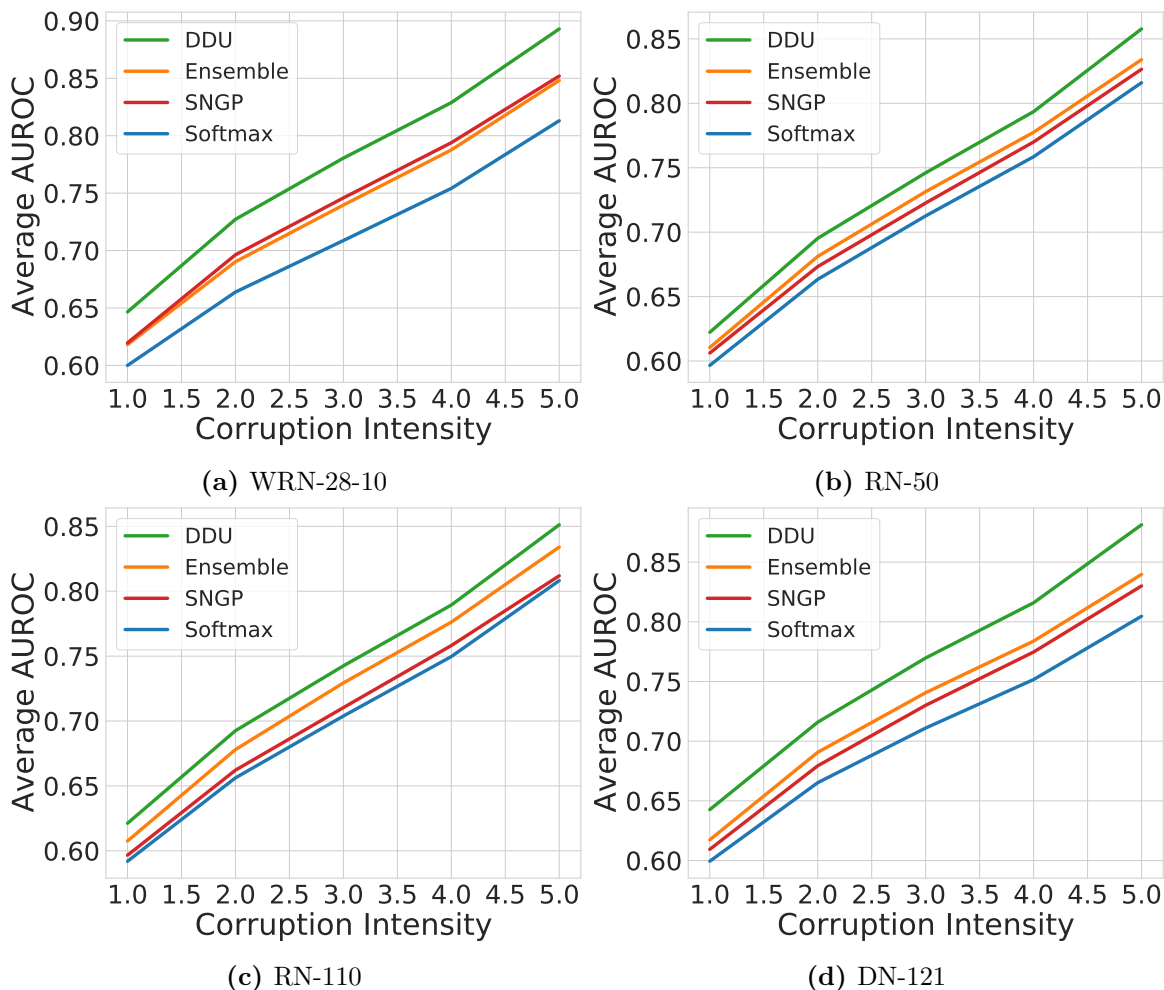 Average AUROC
0.90
0.85
0.80
0.75
0.70
0.65
0.60
DDU
Ensemble
SNGP
Softmax
1.0 1.5 2.0 2.5 3.0 3.5 4.0 4.5 5.0
Corruption Intensity
(a) WRN-28-10
Average AUROC
0.85
0.80
0.75
0.70
0.65
0.60
DDU
Ensemble
SNGP
Softmax
1.0 1.5 2.0 2.5 3.0 3.5 4.0 4.5 5.0
Corruption Intensity
(b) RN-50
Average AUROC
0.85
0.80
0.75
0.70
0.65
0.60
DDU
Ensemble
SNGP
Softmax
1.0 1.5 2.0 2.5 3.0 3.5 4.0 4.5 5.0
Corruption Intensity
(c) RN-110
Average AUROC
0.85
0.80
0.75
0.70
0.65
0.60
DDU
Ensemble
SNGP
Softmax
1.0 1.5 2.0 2.5 3.0 3.5 4.0 4.5 5.0
Corruption Intensity
(d) DN-121